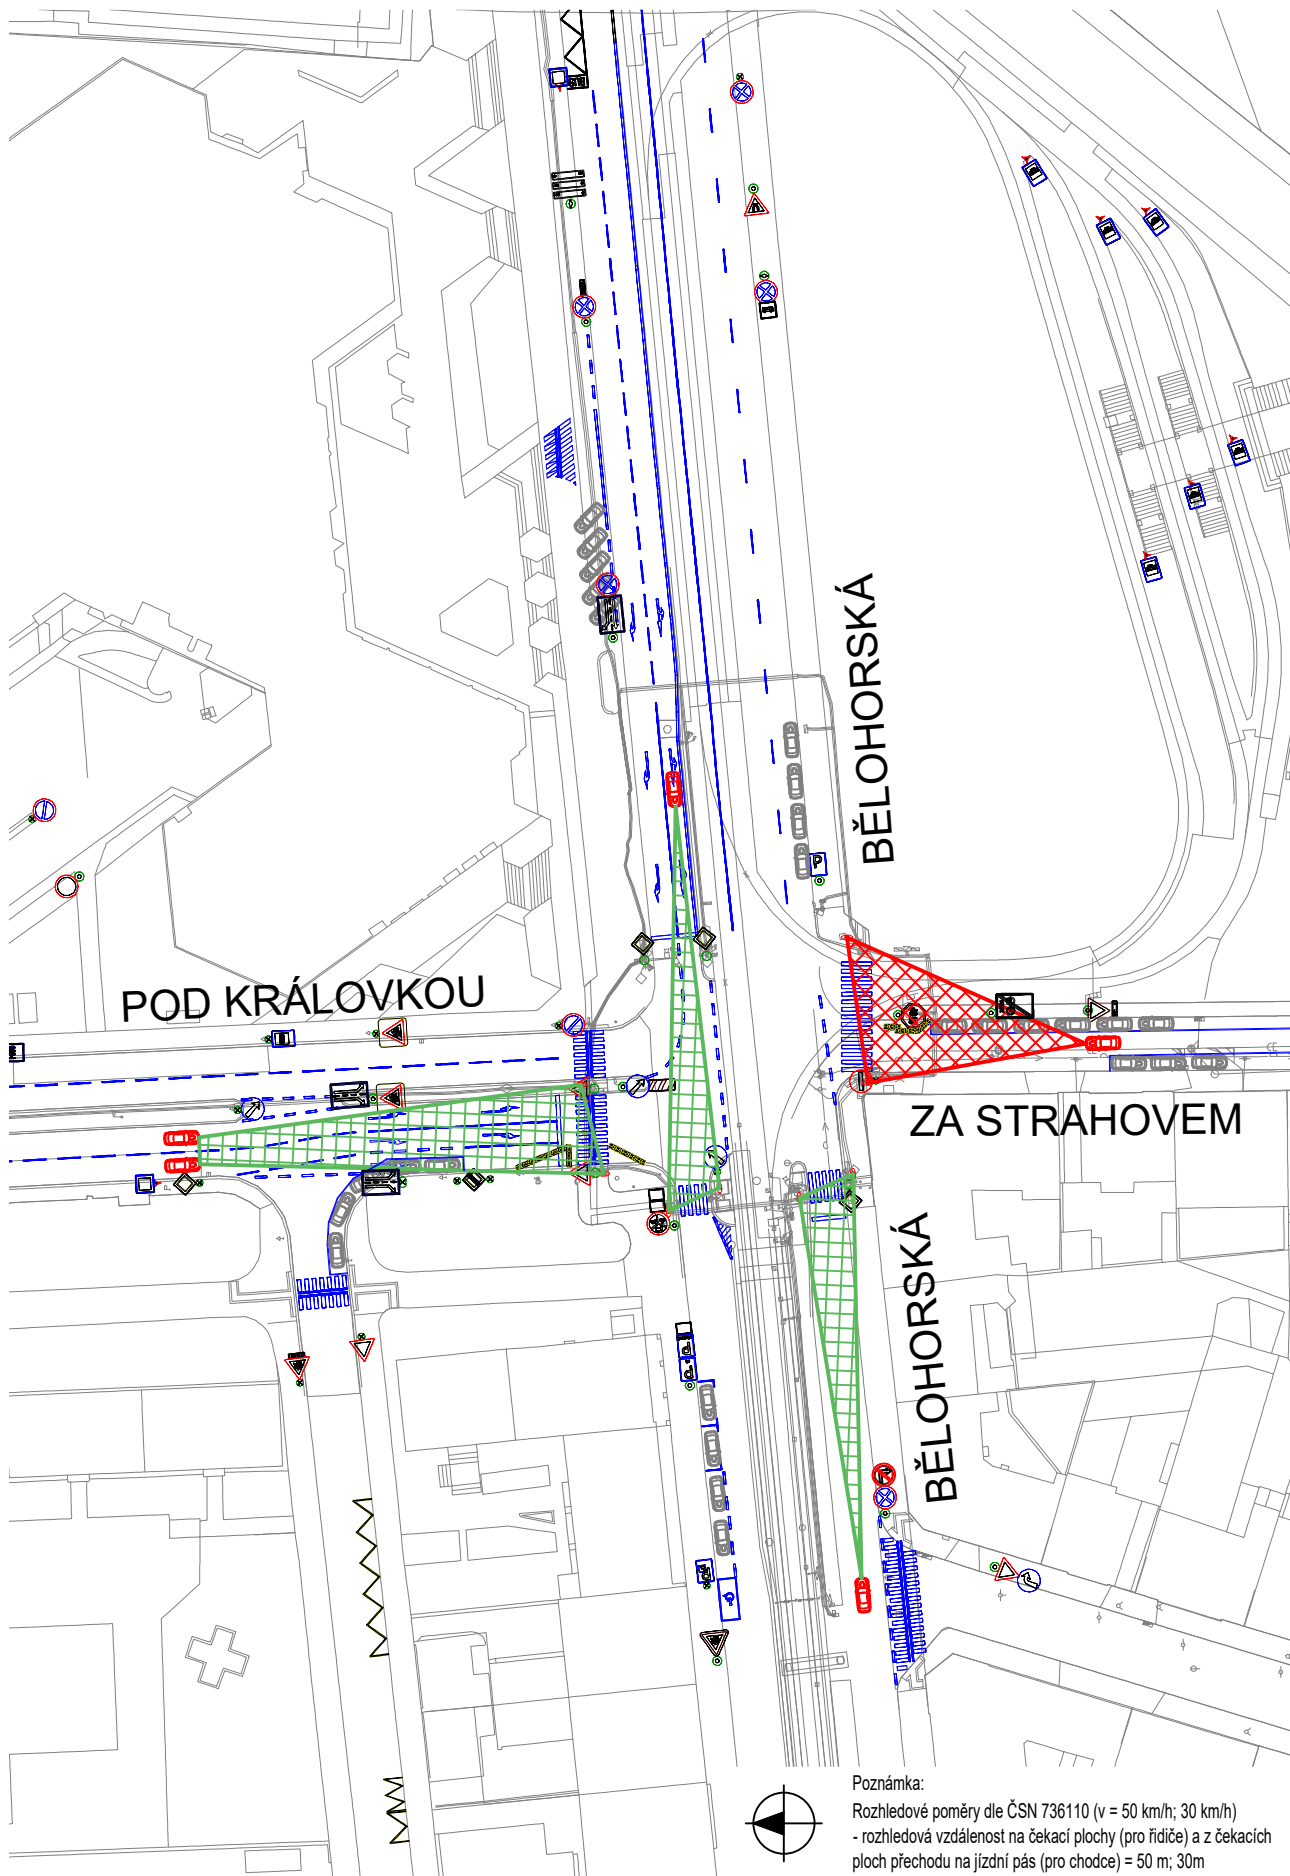 BĚLOHORSKÁ
POD KRÁLOVKOU
ZA STRAHOVEM
BĚLOHORSKÁ
P
Poznámka:
Rozhledové poměry dle ČSN 736110 (v = 50 km/h; 30 km/h)
- rozhledová vzdálenost na čekací plochy (pro řidiče) a z čekacích
ploch přechodu na jízdní pás (pro chodce) = 50 m; 30m